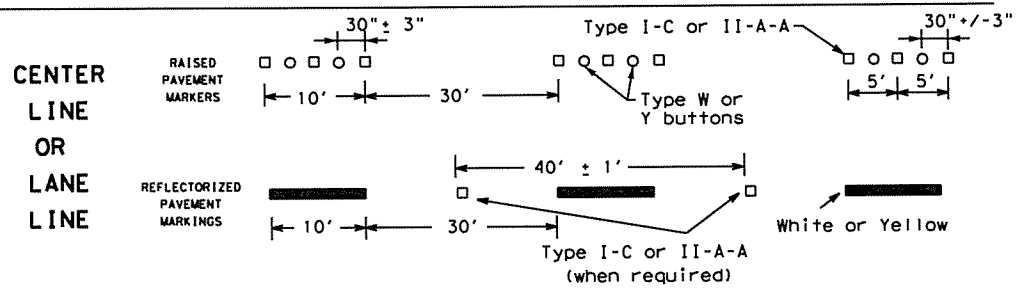 30"± 3"
Type I-C or II-A-A
30"+/-3"
CENTER
LINE
OR
LANE
LINE
RAISED
PAVEMENT
MARKERS
10'
30'
Type W or
Y buttons
5'
5'
40' ± 1'
REFLECTORIZED
PAVEMENT
MARKINGS
10'
30'
Type I-C or II-A-A
(when required)
White or Yellow